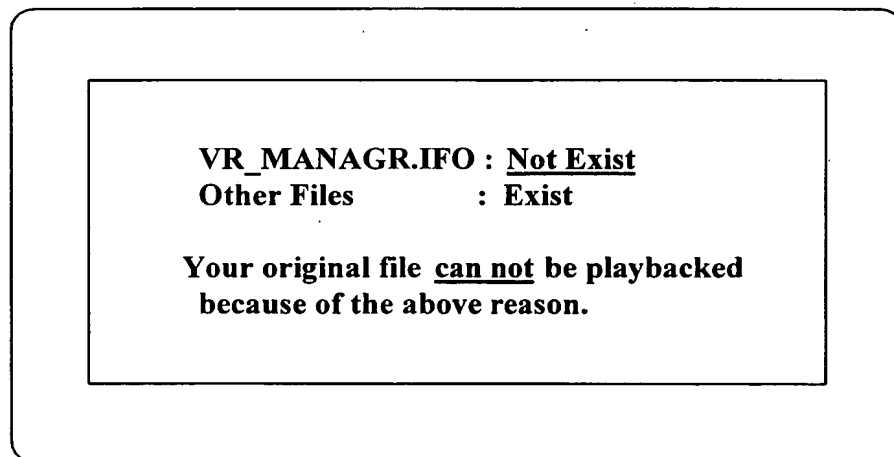 VR_MANAGR.IFO : Not Exist
Other Files : Exist
Your original file can not be playbacked
because of the above reason.